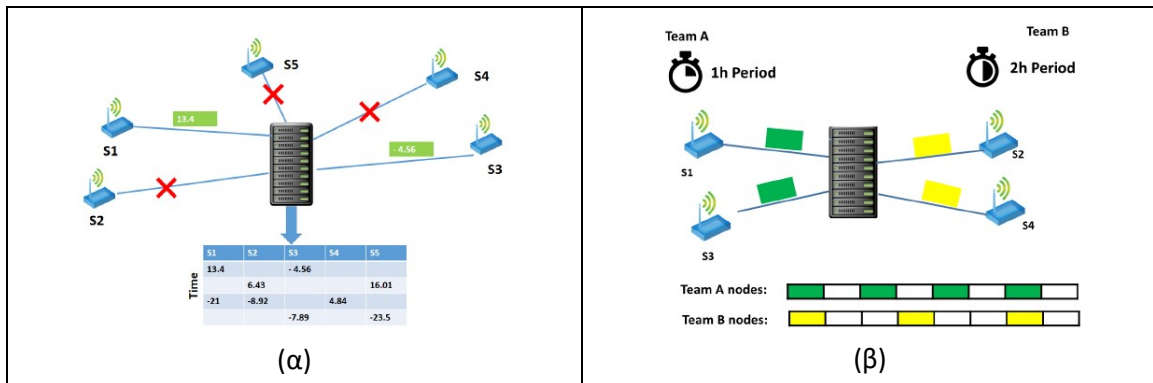 S5
S4
13.4
S1
- 4.56
S3
S2
S1 S2 S3 S4 S5
13.4 - 4.56
6.43 16.01
-21 -8.92 4.84
-7.89 -23.5
Time
(α)
Team A
Team B
1h Period
2h Period
S1
S2
S3
S4
Team A nodes:
Team B nodes:
(β)